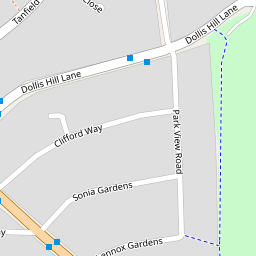 Tanfield
Close
Dollis Hill Lane
Dollis Hill Lane
Park View Road
Clifford Way
Sonia Gardens
Lennox Gardens